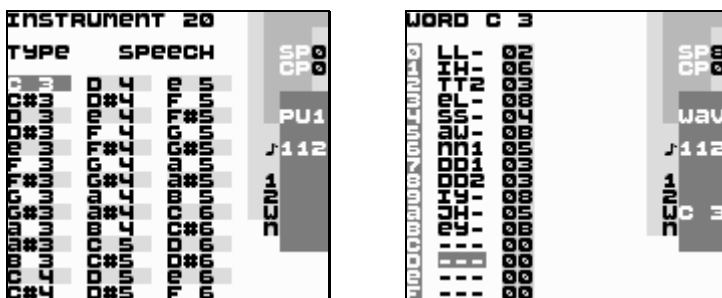 INSTRUMENT 20
TYPE SPEECH
C 3 D 4 E 5
C#3 D#4 F 5
D 3 E 4 F#5
D#3 F 4 G 5
E 3 F#4 G#5
F 3 G 4 A 5
F#3 G#4 A#5
G 3 A 4 B 5
G#3 A#4 C 6
A 3 B 4 C#6
A#3 C 5 D 6
B 3 C#5 D#6
C 4 D 5 E 6
C#4 D#5 F 6
SP0
CP0
PU1
♪112
1
2
W
N
WORD C 3
0 LL- 02
1 IH- 06
2 TT2 03
3 EL- 08
4 SS- 04
5 AW- 0B
6 NN1 05
7 DD1 03
8 DD2 03
9 IY- 08
A JH- 05
B EY- 0B
C --- 00
D --- 00
E --- 00
F --- 00
SP8
CP0
WAV
♪112
1
2
W C 3
N